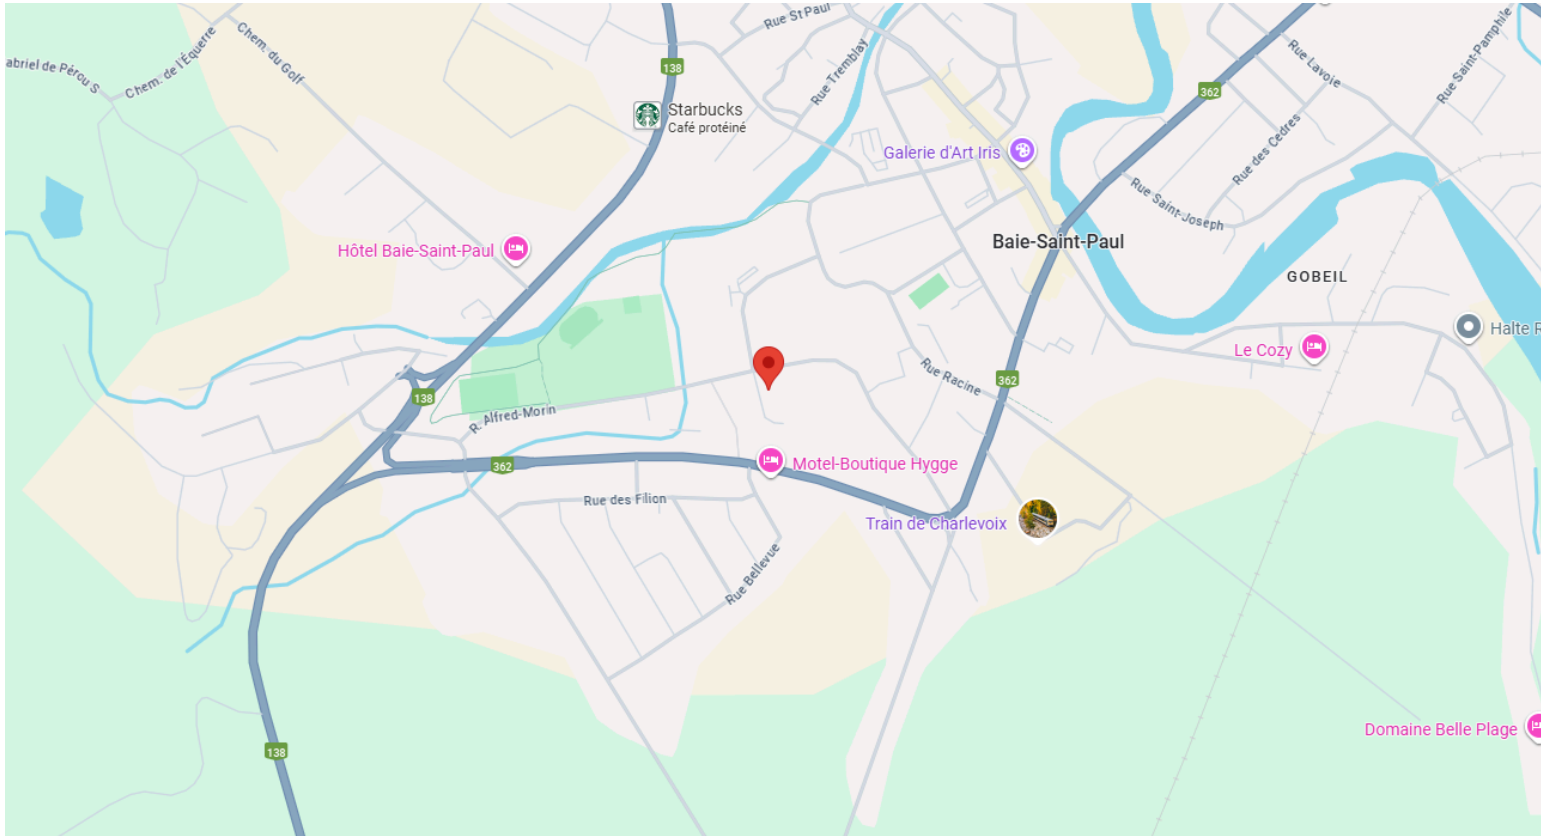 Rue St Paul
Chem. de l'Équerre
Chem. du Golf
abriel de Pérou S
138
Rue Tremblay
Starbucks
Café protéiné
362
Rue Lavoie
Rue Saint-Pamphile
Rue des Cèdres
Galerie d'Art Iris
Rue Saint-Joseph
Hôtel Baie-Saint-Paul
Baie-Saint-Paul
GOBEIL
Halte R
Le Cozy
Rue Racine
362
138
R. Alfred-Morin
362
Motel-Boutique Hygge
Rue des Filion
Train de Charlevoix
Rue Bellevue
Domaine Belle Plage
138